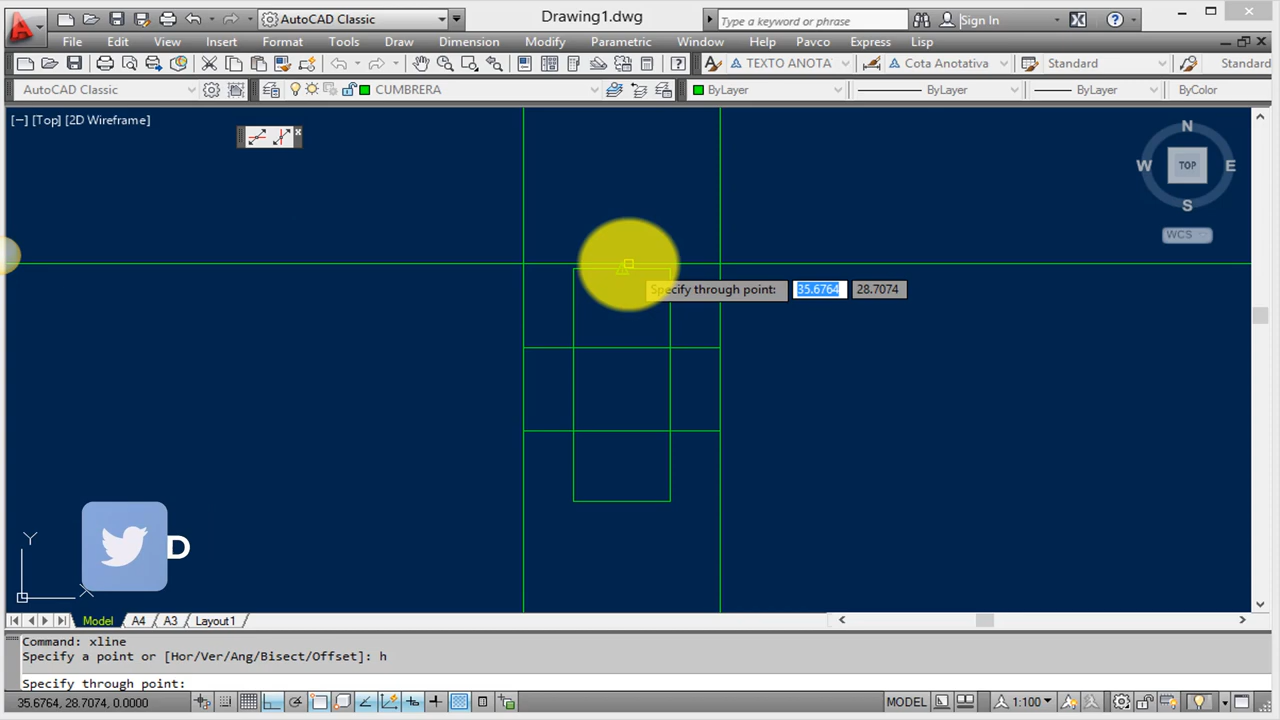 AutoCAD Classic
Drawing1.dwg
Type a keyword or phrase
Sign In
File Edit View Insert Format Tools Draw Dimension Modify Parametric Window Help Pavco Express Lisp
TEXTO ANOTA
Cota Anotativa
Standard
Standard
AutoCAD Classic
CUMBRERA
ByLayer
ByLayer
ByLayer
ByColor
[−] [Top] [2D Wireframe]
N
W TOP E
S
WCS
Specify through point: 35.6764 28.7074
D
Y
X
Model A4 A3 Layout1
Command: xline
Specify a point or [Hor/Ver/Ang/Bisect/Offset]: h
Specify through point:
35.6764, 28.7074, 0.0000
MODEL
1:100